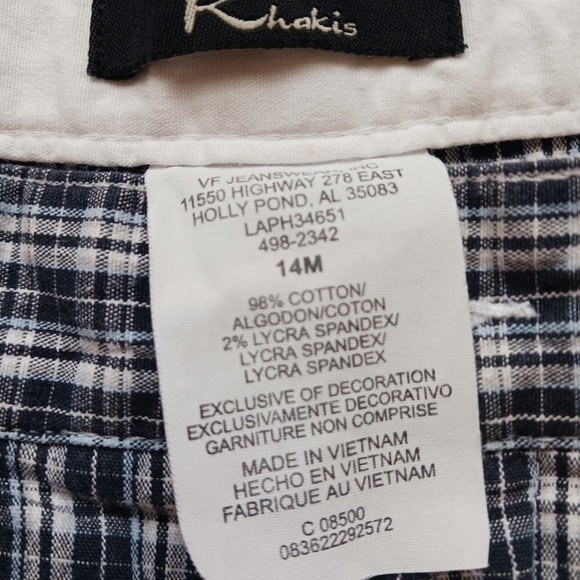 Khakis
VF JEANSWEAR INC
11550 HIGHWAY 278 EAST
HOLLY POND, AL 35083
LAPH34651
498-2342
14M
98% COTTON/
ALGODON/COTON
2% LYCRA SPANDEX/
LYCRA SPANDEX/
LYCRA SPANDEX
EXCLUSIVE OF DECORATION
EXCLUSIVAMENTE DECORATIVO
GARNITURE NON COMPRISE
MADE IN VIETNAM
HECHO EN VIETNAM
FABRIQUE AU VIETNAM
C 08500
083622292572